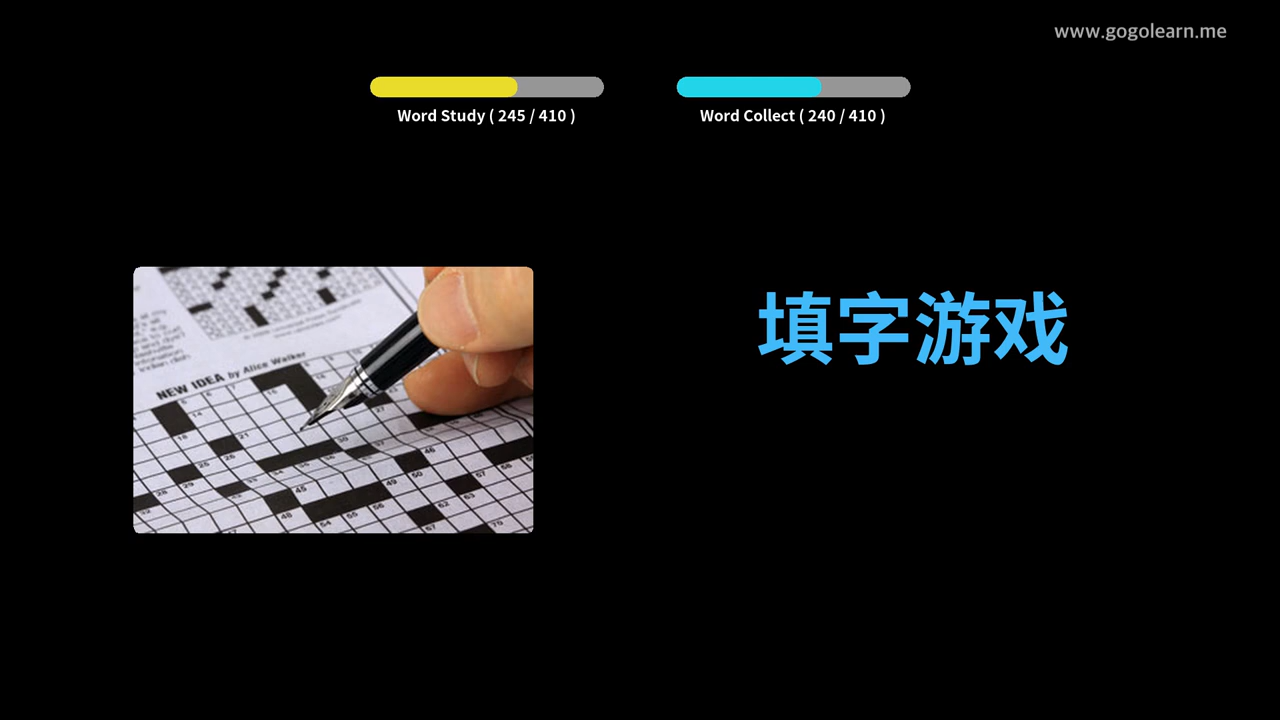 www.gogolearn.me
Word Study ( 245 / 410 )
Word Collect ( 240 / 410 )
填字游戏
NEW IDEA by Alice Walker